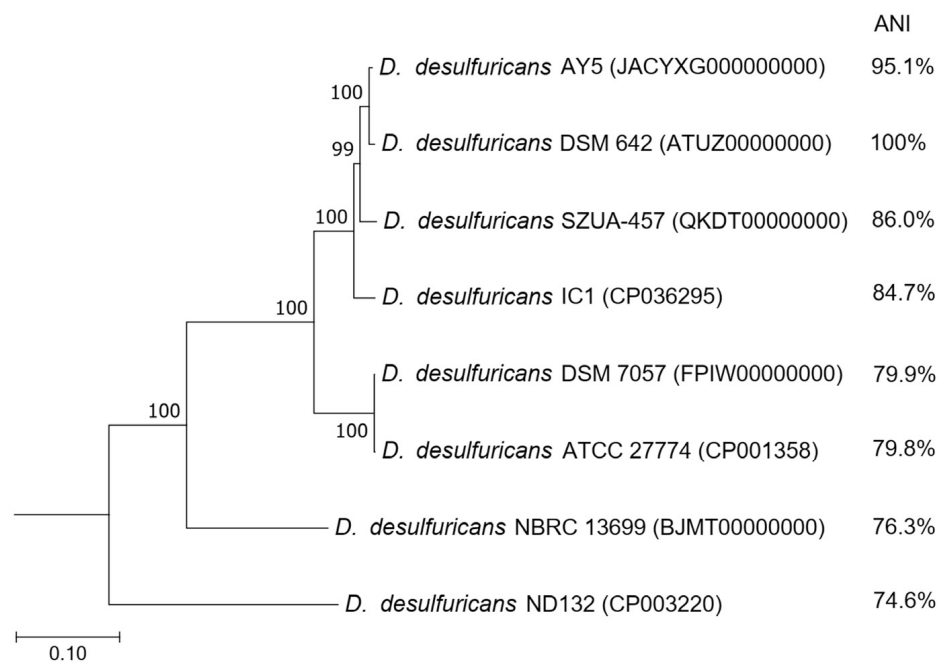 ANI
D. desulfuricans AY5 (JACYXG000000000) 95.1%
100
D. desulfuricans DSM 642 (ATUZ00000000) 100%
99
100
D. desulfuricans SZUA-457 (QKDT00000000) 86.0%
D. desulfuricans IC1 (CP036295) 84.7%
100
D. desulfuricans DSM 7057 (FPIW00000000) 79.9%
100
100
D. desulfuricans ATCC 27774 (CP001358) 79.8%
D. desulfuricans NBRC 13699 (BJMT00000000) 76.3%
D. desulfuricans ND132 (CP003220) 74.6%
0.10